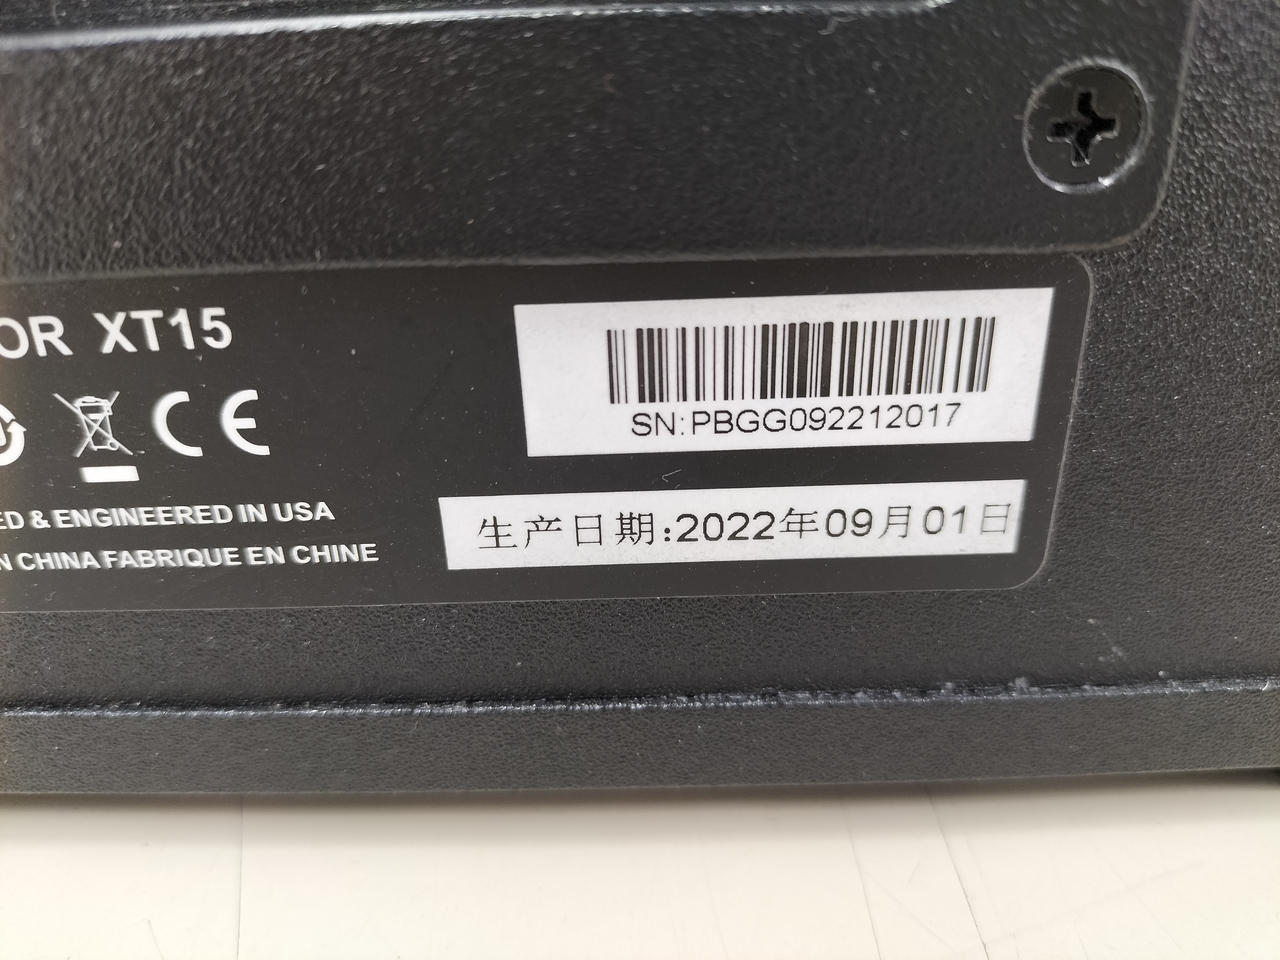 OR XT15
CE
ED & ENGINEERED IN USA
N CHINA FABRIQUE EN CHINE
SN:PBGG092212017
生产日期:2022年09月01日